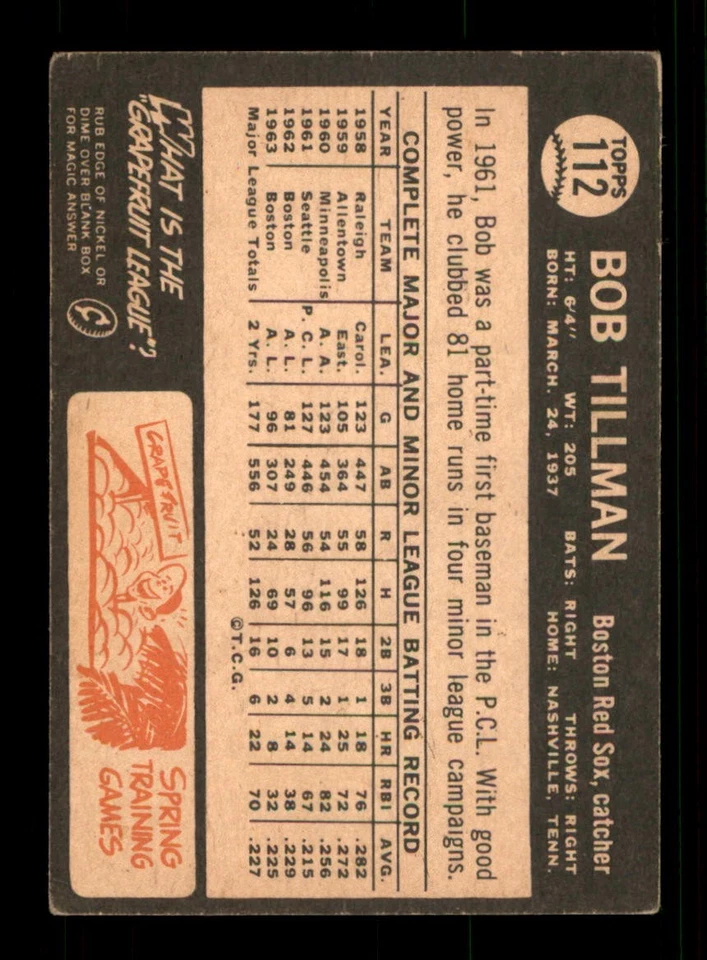 TOPPS
112
BOB TILLMAN Boston Red Sox, catcher
HT: 6'4" WT: 205 BATS: RIGHT THROWS: RIGHT
BORN: MARCH. 24, 1937 HOME: NASHVILLE, TENN.
In 1961, Bob was a part-time first baseman in the P.C.L. With good
power, he clubbed 81 home runs in four minor league campaigns.
COMPLETE MAJOR AND MINOR LEAGUE BATTING RECORD
YEAR TEAM LEA. G AB R H 2B 3B HR RBI AVG.
1958 Raleigh Carol. 123 447 58 126 18 1 18 76 .282
1959 Allentown East. 105 364 55 99 17 1 25 72 .272
1960 Minneapolis A. A. 123 454 54 116 15 2 24 82 .256
1961 Seattle P. C. L. 127 446 56 96 13 5 14 67 .215
1962 Boston A. L. 81 249 28 57 6 4 14 38 .229
1963 Boston A. L. 96 307 24 69 10 2 8 32 .225
Major League Totals 2 Yrs. 177 556 52 126 16 6 22 70 .227
©T.C.G.
WHAT IS THE
"GRAPEFRUIT LEAGUE"?
RUB EDGE OF NICKEL OR
DIME OVER BLANK BOX
FOR MAGIC ANSWER
GRAPEFRUIT
SPRING
TRAINING
GAMES